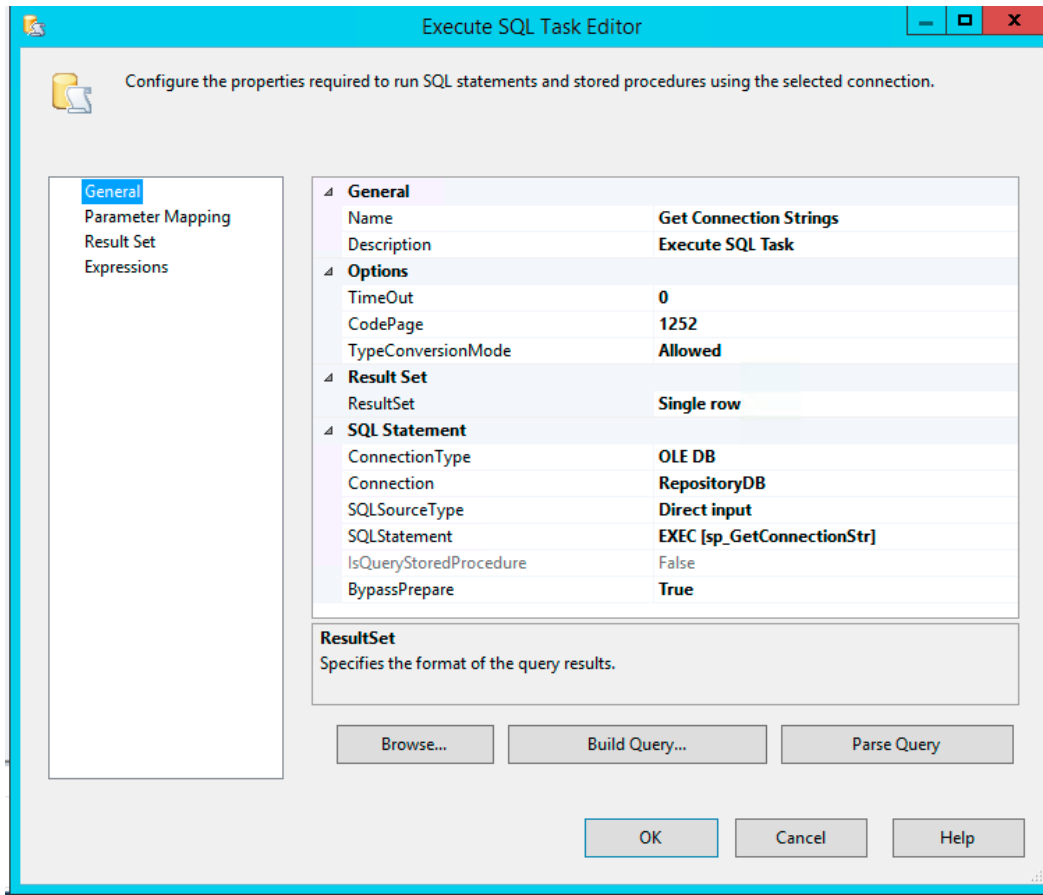 Execute SQL Task Editor
Configure the properties required to run SQL statements and stored procedures using the selected connection.
General
Parameter Mapping
Result Set
Expressions
General
Name Get Connection Strings
Description Execute SQL Task
Options
TimeOut 0
CodePage 1252
TypeConversionMode Allowed
Result Set
ResultSet Single row
SQL Statement
ConnectionType OLE DB
Connection RepositoryDB
SQLSourceType Direct input
SQLStatement EXEC [sp_GetConnectionStr]
IsQueryStoredProcedure False
BypassPrepare True
ResultSet
Specifies the format of the query results.
Browse... Build Query... Parse Query
OK Cancel Help